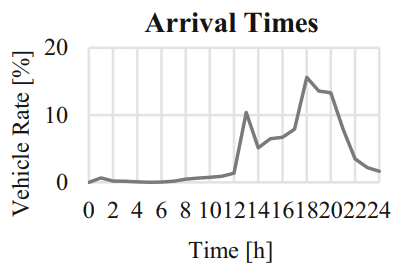 Arrival Times
20
10
0
Vehicle Rate [%]
0 2 4 6 8 1012141618202224
Time [h]